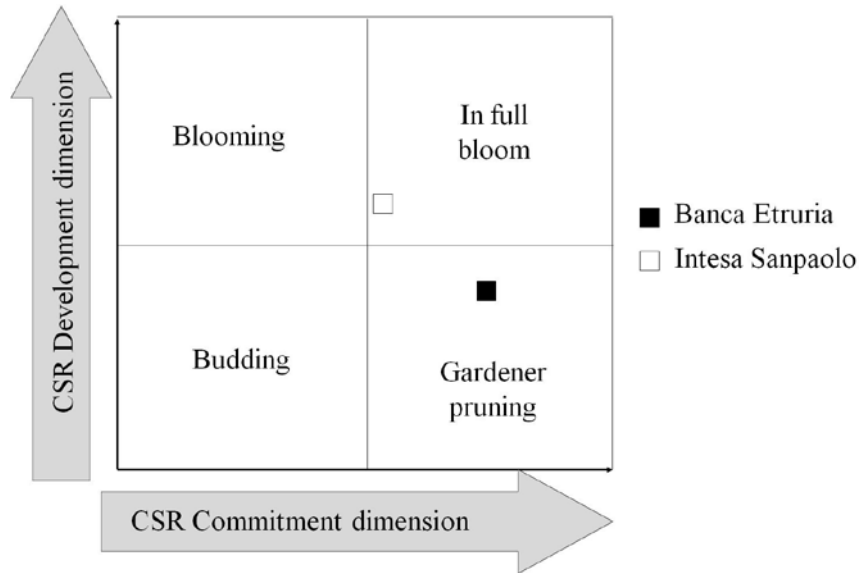 CSR Development dimension
Blooming
In full
bloom
Budding
Gardener
pruning
Banca Etruria
Intesa Sanpaolo
CSR Commitment dimension